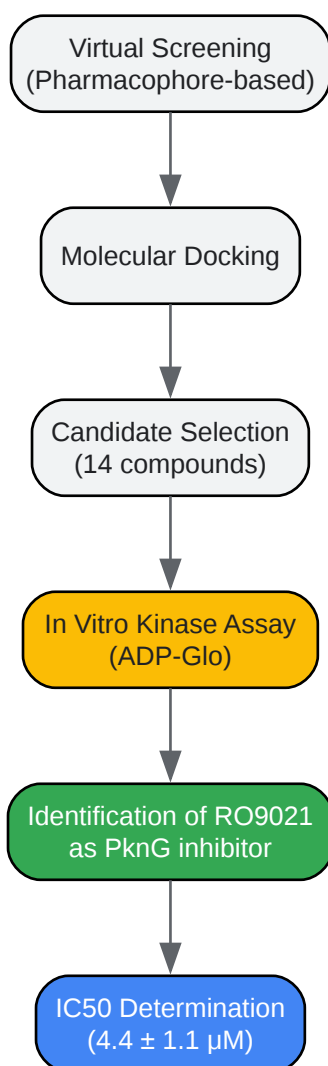 Virtual Screening
(Pharmacophore-based)
Molecular Docking
Candidate Selection
(14 compounds)
In Vitro Kinase Assay
(ADP-Glo)
Identification of RO9021
as PknG inhibitor
IC50 Determination
(4.4 ± 1.1 μM)